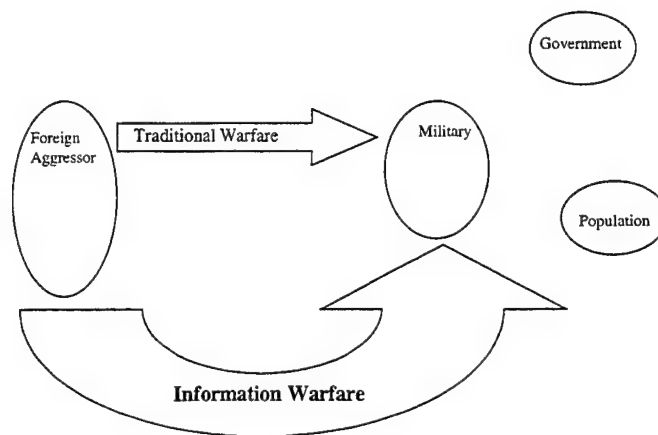 Government
Foreign
Aggressor
Traditional Warfare
Military
Population
Information Warfare